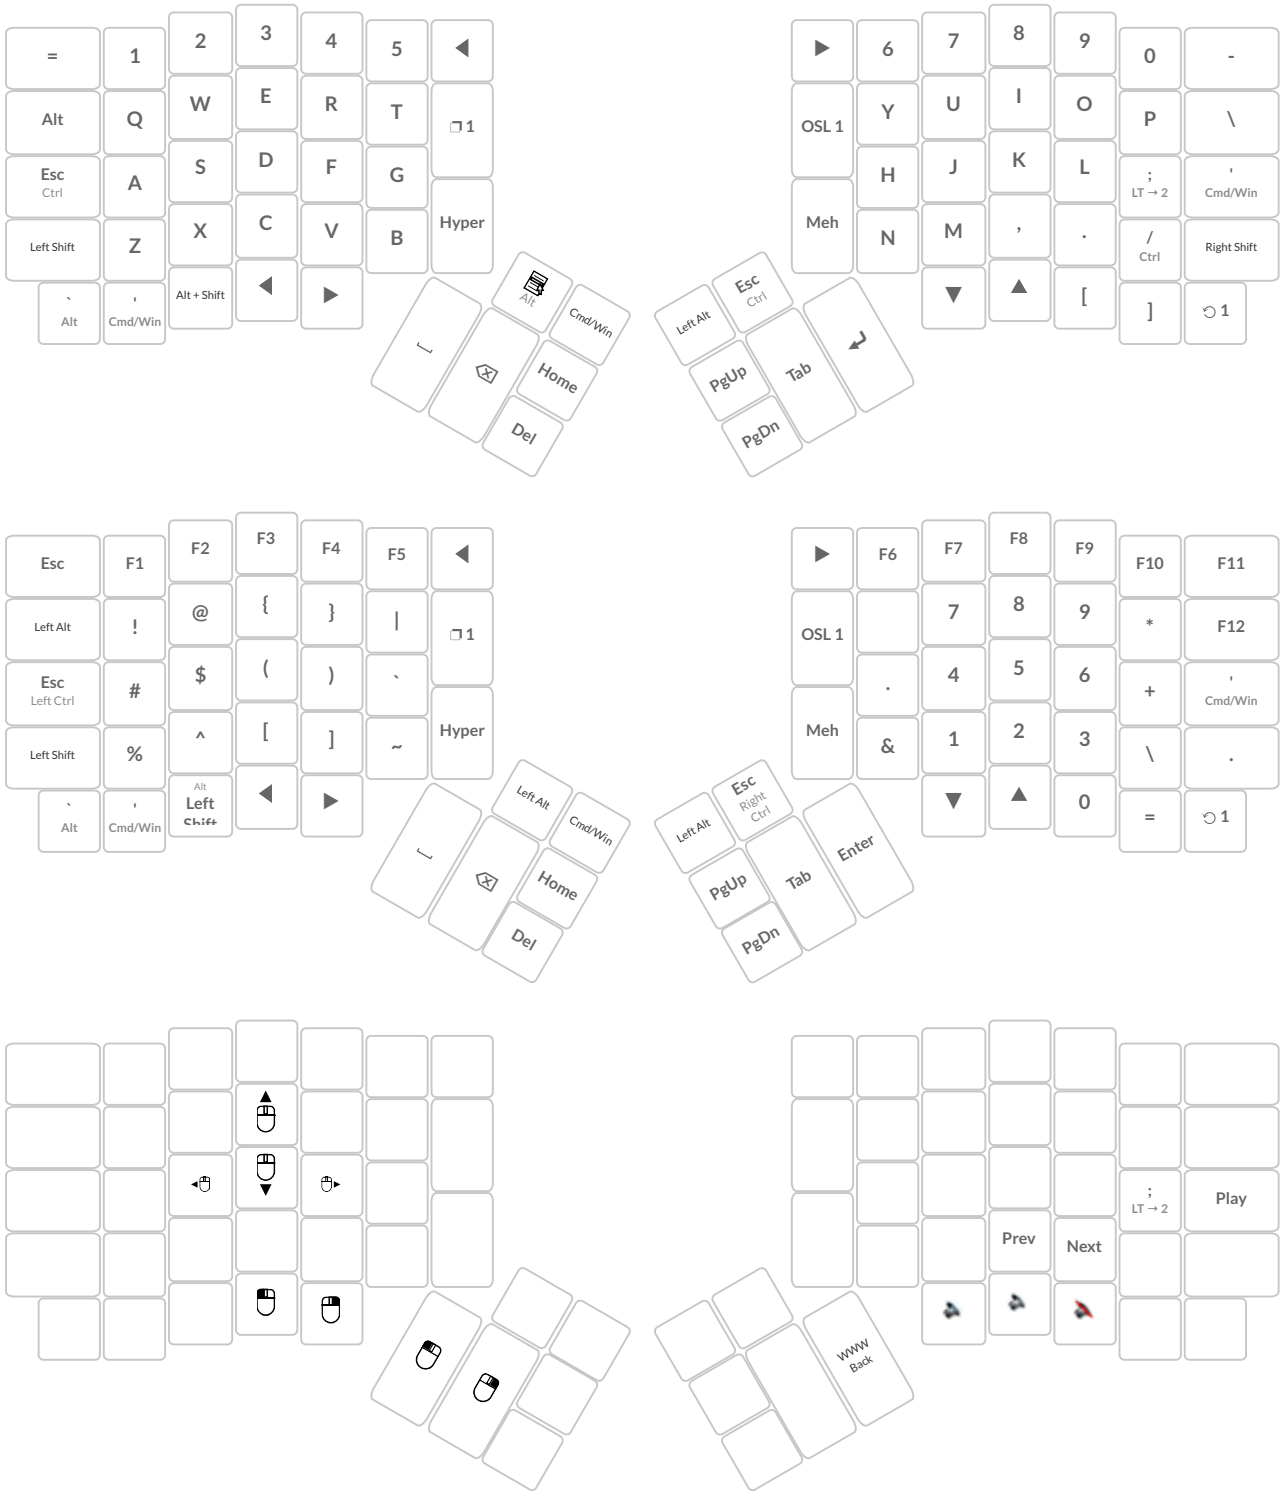 = 1 2 3 4 5 ◀
Alt Q W E R T ❐ 1
Esc A S D F G
Ctrl
Left Shift Z X C V B Hyper
` ' Alt + Shift ◀ ▶
Alt Cmd/Win
Alt
Cmd/Win
Home
Del
▶ 6 7 8 9 0 -
OSL 1 Y U I O P \
H J K L ; '
LT → 2 Cmd/Win
Meh N M , . / Right Shift
Ctrl
▼ ▲ [ ] 1
Left Alt
Esc
Ctrl
PgUp
Tab
PgDn
Esc F1 F2 F3 F4 F5 ◀
Left Alt ! @ { } | ❐ 1
Esc # $ ( ) `
Left Ctrl
Left Shift % ^ [ ] ~ Hyper
` ' Alt ◀ ▶
Alt Cmd/Win Left
Shift
Left Alt
Cmd/Win
Home
Del
▶ F6 F7 F8 F9 F10 F11
OSL 1 7 8 9 * F12
. 4 5 6 + '
Cmd/Win
Meh & 1 2 3 \ .
▼ ▲ 0 = 1
Left Alt
Esc
Right
Ctrl
Enter
PgUp
Tab
PgDn
; Play
LT → 2
Prev Next
WWW
Back